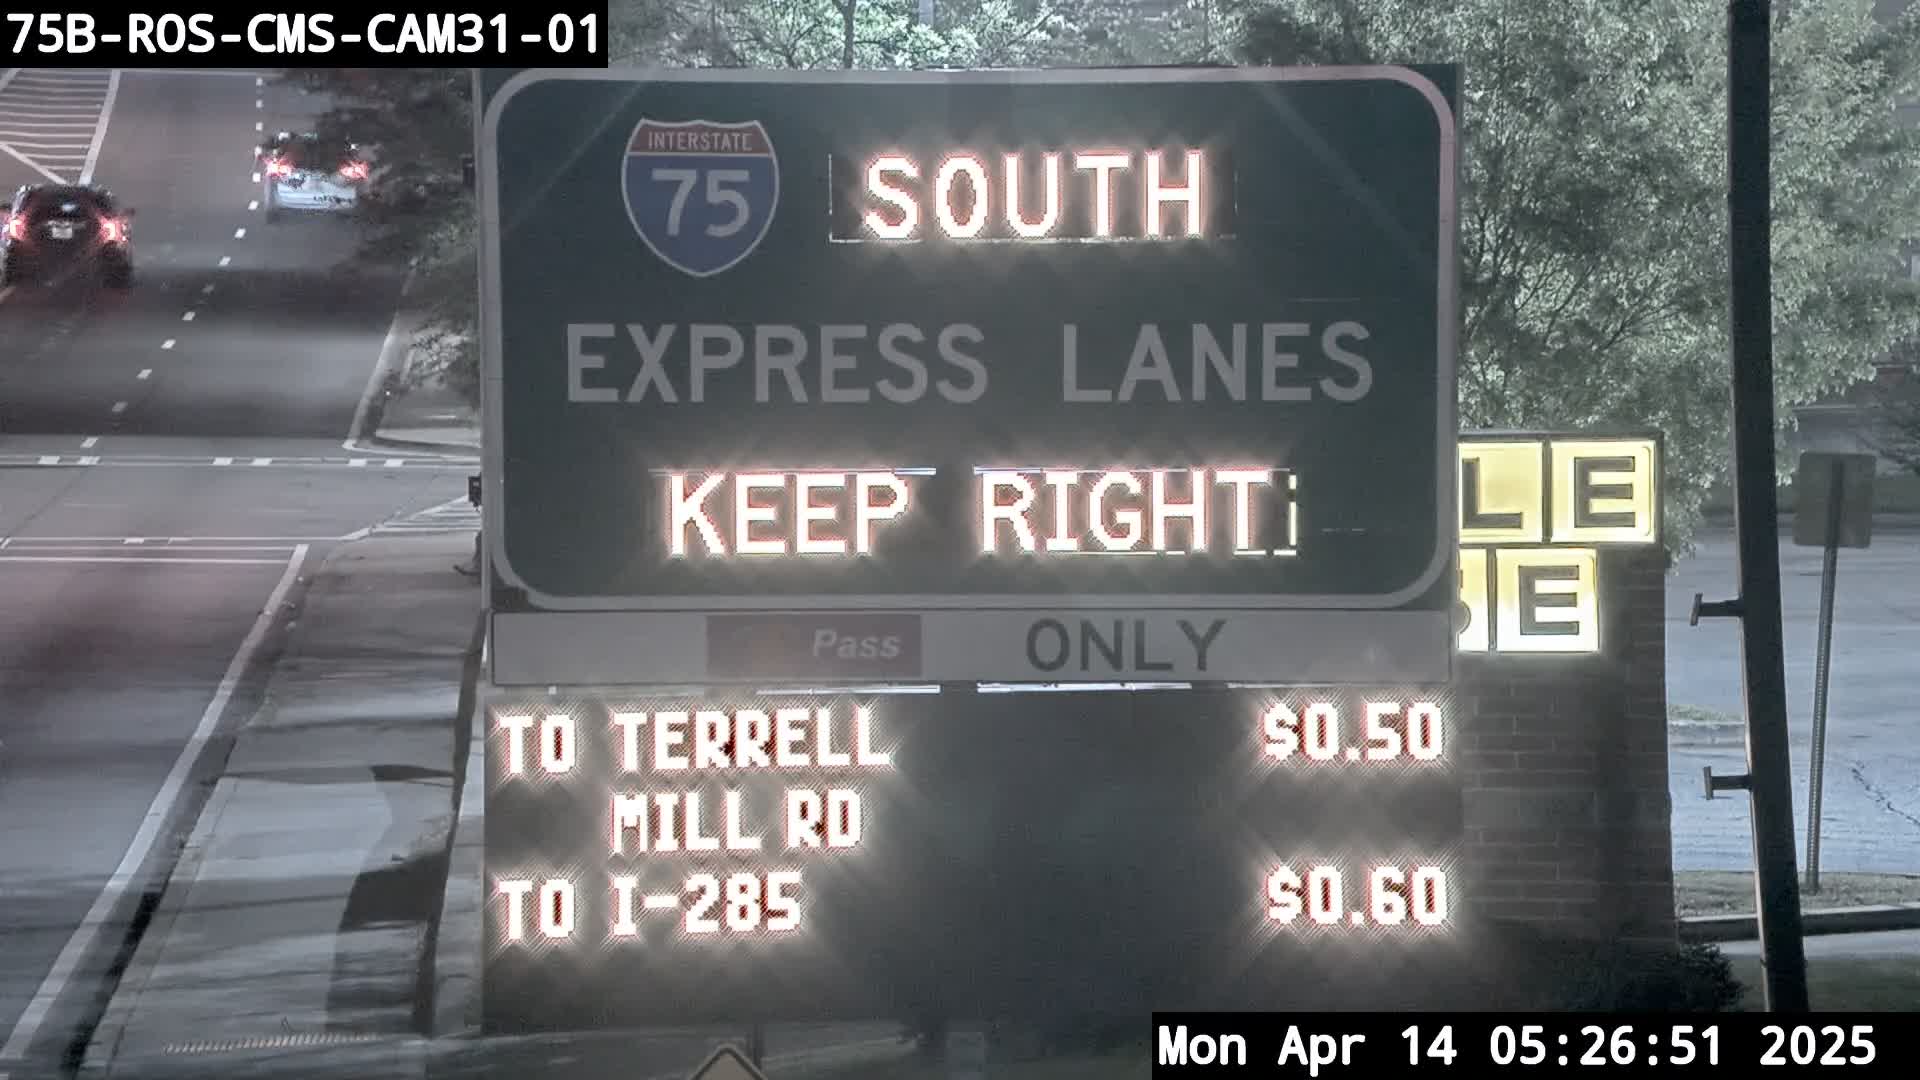 75B-ROS-CMS-CAM31-01
INTERSTATE
75
SOUTH
EXPRESS LANES
KEEP RIGHT
Pass ONLY
TO TERRELL $0.50
MILL RD
TO I-285 $0.60
LE
E
Mon Apr 14 05:26:51 2025